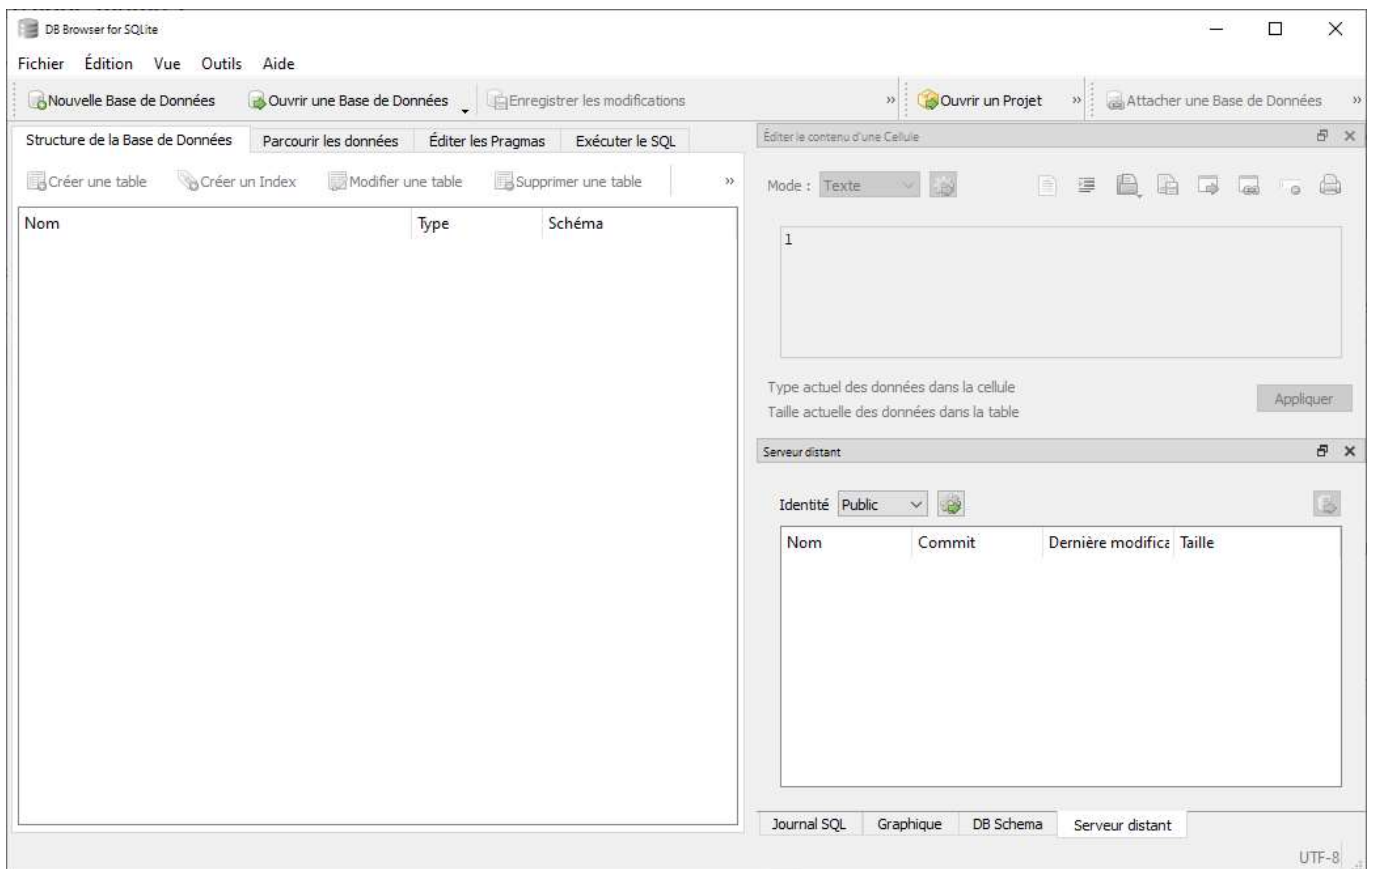 DB Browser for SQLite
Fichier Édition Vue Outils Aide
Nouvelle Base de Données Ouvrir une Base de Données Enregistrer les modifications » Ouvrir un Projet » Attacher une Base de Données »
Structure de la Base de Données Parcourir les données Éditer les Pragmas Exécuter le SQL
Créer une table Créer un Index Modifier une table Supprimer une table »
Nom Type Schéma
Éditer le contenu d'une Cellule
Mode : Texte
1
Type actuel des données dans la cellule
Taille actuelle des données dans la table
Appliquer
Serveur distant
Identité Public
Nom Commit Dernière modifica Taille
Journal SQL Graphique DB Schema Serveur distant
UTF-8